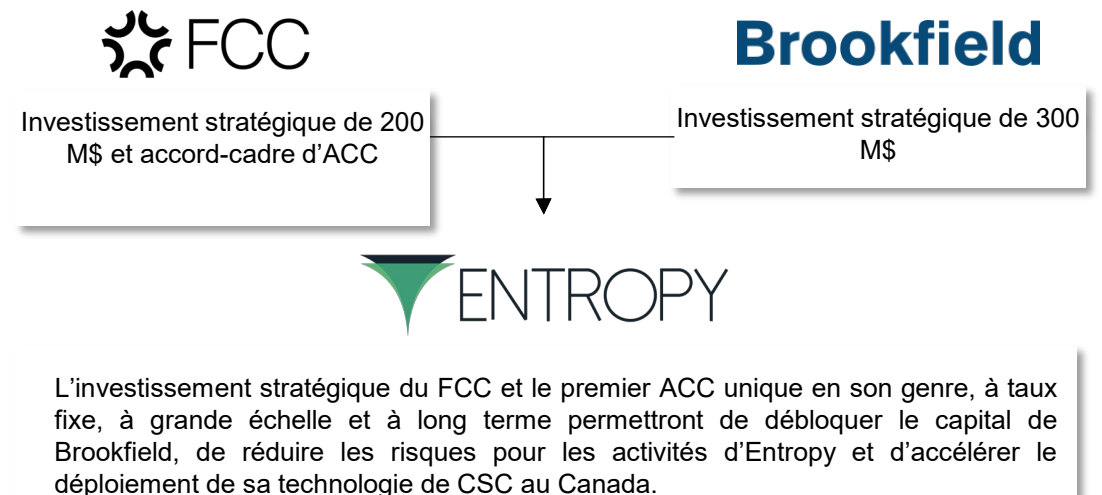 FCC
Brookfield
Investissement stratégique de 200
M$ et accord-cadre d’ACC
Investissement stratégique de 300
M$
ENTROPY
L’investissement stratégique du FCC et le premier ACC unique en son genre, à taux
fixe, à grande échelle et à long terme permettront de débloquer le capital de
Brookfield, de réduire les risques pour les activités d’Entropy et d’accélérer le
déploiement de sa technologie de CSC au Canada.